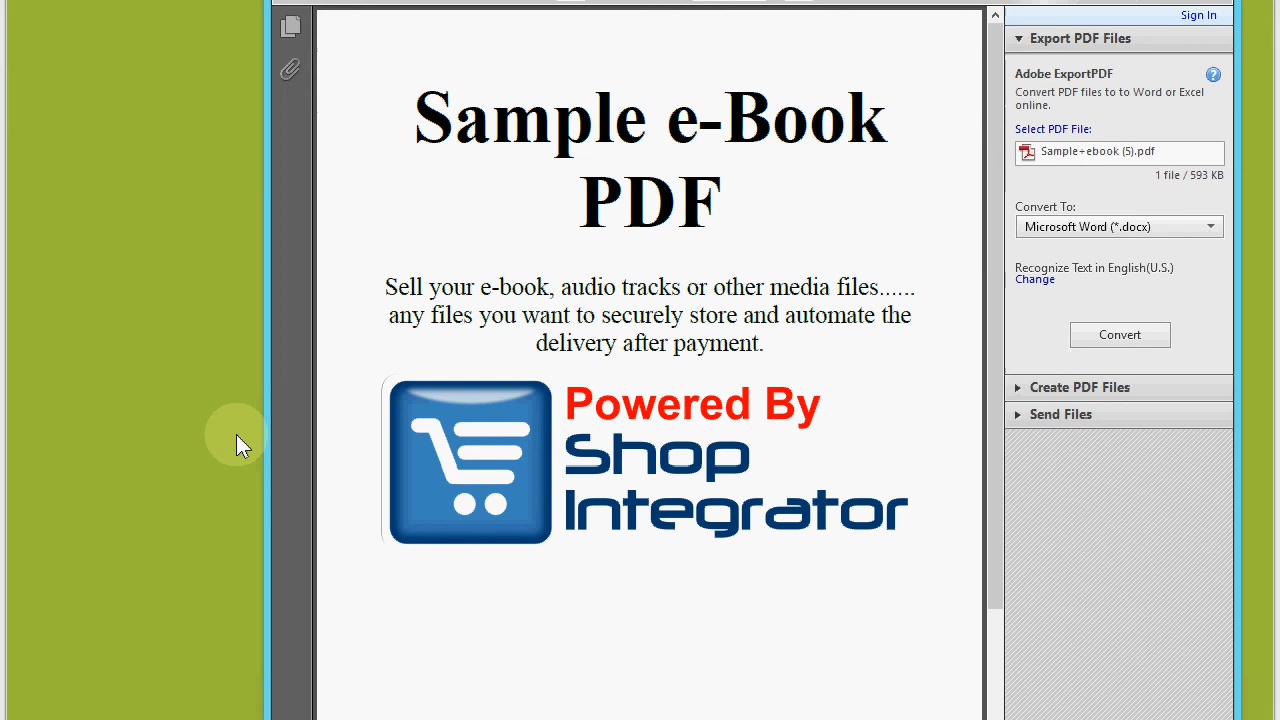 Sample e-Book
PDF
Sell your e-book, audio tracks or other media files......
any files you want to securely store and automate the
delivery after payment.
Powered By
Shop
Integrator
Sign In
Export PDF Files
Adobe ExportPDF
Convert PDF files to to Word or Excel
online.
Select PDF File:
Sample÷ebook (5).pdf
1 file / 593 KB
Convert To:
Microsoft Word (*.docx)
Recognize Text in English(U.S.)
Change
Convert
Create PDF Files
Send Files